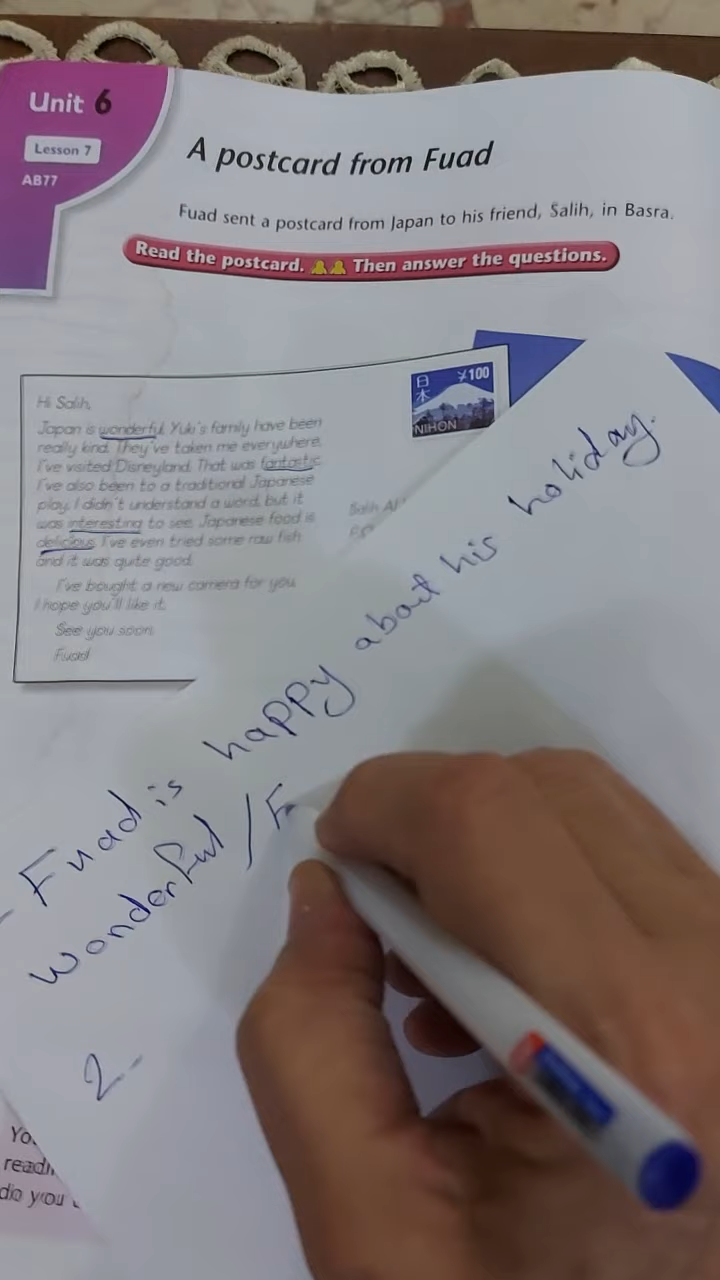 Unit 6
Lesson 7
AB77
A postcard from Fuad
Fuad sent a postcard from Japan to his friend, Salih, in Basra.
Read the postcard. Then answer the questions.
Hi Salih,
Japan is wonderful. Yuki's family have been
really kind. They've taken me everywhere.
I've visited Disneyland. That was fantastic.
I've also been to a traditional Japanese
play. I didn't understand a word, but it
was interesting to see. Japanese food is
delicious. I've even tried some raw fish
and it was quite good.
I've bought a new camera for you.
I hope you'll like it.
See you soon
Fuad
日本
¥100
NIHON
Salih Al
Fuad is happy about his holiday.
wonderful / F
2-
readi
do you